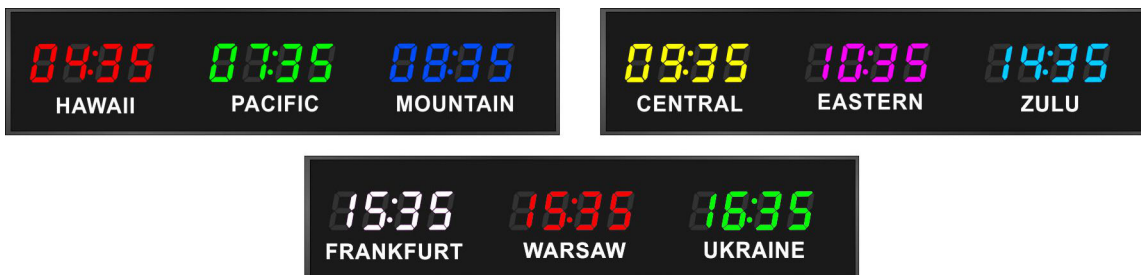 04:35 07:35 08:35
HAWAII PACIFIC MOUNTAIN
09:35 10:35 14:35
CENTRAL EASTERN ZULU
15:35 15:35 16:35
FRANKFURT WARSAW UKRAINE